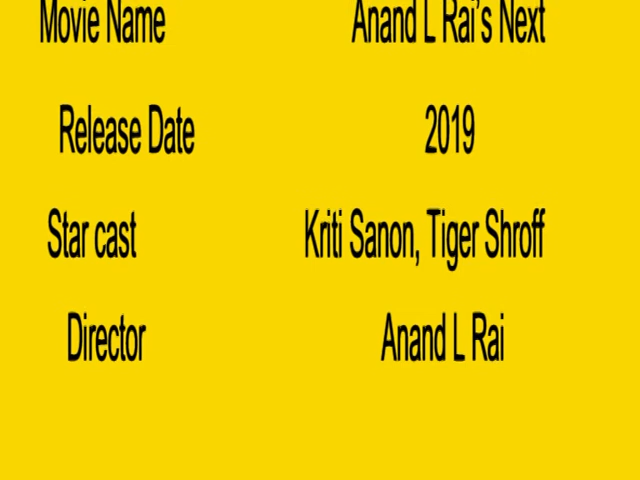 Movie Name Anand L Rai's Next
Release Date 2019
Star cast Kriti Sanon, Tiger Shroff
Director Anand L Rai